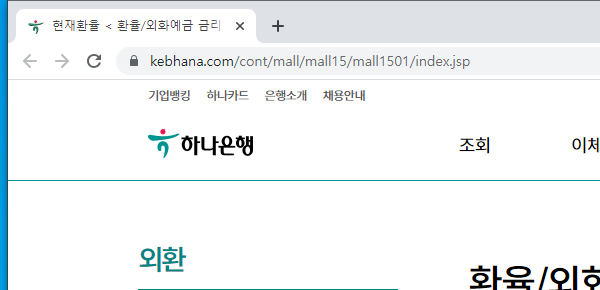 현재환율 < 환율/외화예금 금리
kebhana.com/cont/mall/mall15/mall1501/index.jsp
기업뱅킹 하나카드 은행소개 채용안내
하나은행 조회 이체
외환
환율/외화